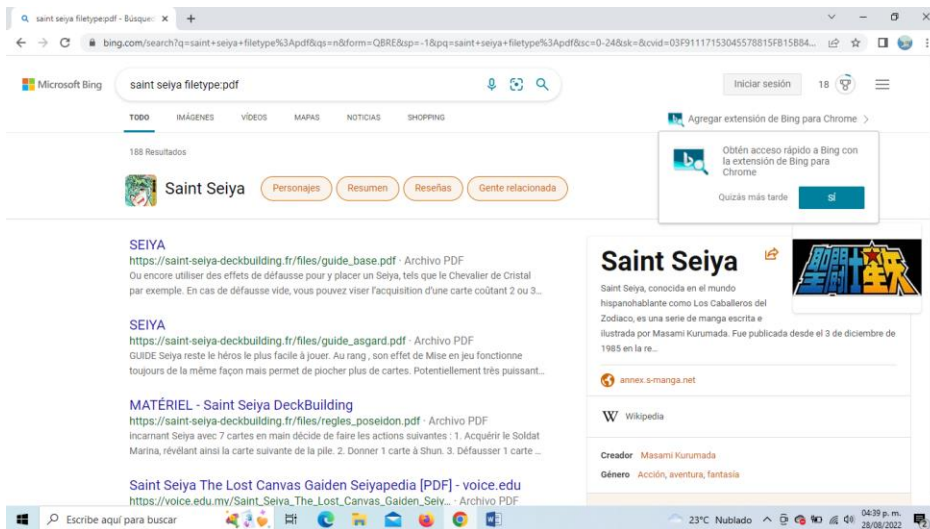 saint seiya filetype:pdf - Búsque
bing.com/search?q=saint+seiya+filetype%3Apdf&qs=n&form=QBRE&sp=-1&pq=saint+seiya+filetype%3Apdf&sc=0-24&sk=&cvid=03F91117153045578815F815B84...
Microsoft Bing
saint seiya filetype:pdf
Iniciar sesión
18
TODO IMÁGENES VÍDEOS MAPAS NOTICIAS SHOPPING
Agregar extensión de Bing para Chrome
188 Resultados
Obtén acceso rápido a Bing con
la extensión de Bing para
Chrome
Quizás más tarde
sí
Saint Seiya
Personajes
Resumen
Reseñas
Gente relacionada
SEIYA
https://saint-seiya-deckbuilding.fr/files/guide_base.pdf · Archivo PDF
Ou encore utiliser des effets de défausse pour y placer un Seiya, tels que le Chevalier de Cristal
par exemple. En cas de défausse vide, vous pouvez viser l'acquisition d'une carte coûtant 2 ou 3...
SEIYA
https://saint-seiya-deckbuilding.fr/files/guide_asgard.pdf · Archivo PDF
GUIDE Seiya reste le héros le plus facile à jouer. Au rang , son effet de Mise en jeu fonctionne
toujours de la même façon mais permet de piocher plus de cartes. Potentiellement très puissant...
MATÉRIEL - Saint Seiya DeckBuilding
https://saint-seiya-deckbuilding.fr/files/regles_poseidon.pdf · Archivo PDF
incarnant Seiya avec 7 cartes en main décide de faire les actions suivantes : 1. Acquérir le Soldat
Marina, révélant ainsi la carte suivante de la pile. 2. Donner 1 carte à Shun. 3. Défausser 1 carte ...
Saint Seiya The Lost Canvas Gaiden Seiyapedia [PDF] - voice.edu
https://voice.edu.my/Saint_Seiya_The_Lost_Canvas_Gaiden_Seiv... · Archivo PDF
Saint Seiya
聖闘士星矢
Saint Seiya, conocida en el mundo
hispanohablante como Los Caballeros del
Zodiaco, es una serie de manga escrita e
ilustrada por Masami Kurumada. Fue publicada desde el 3 de diciembre de
1985 en la re...
annex.s-manga.net
W Wikipedia
Creador Masami Kurumada
Género Acción, aventura, fantasía
Escribe aquí para buscar
23°C Nublado
04:39 p. m.
28/08/2022